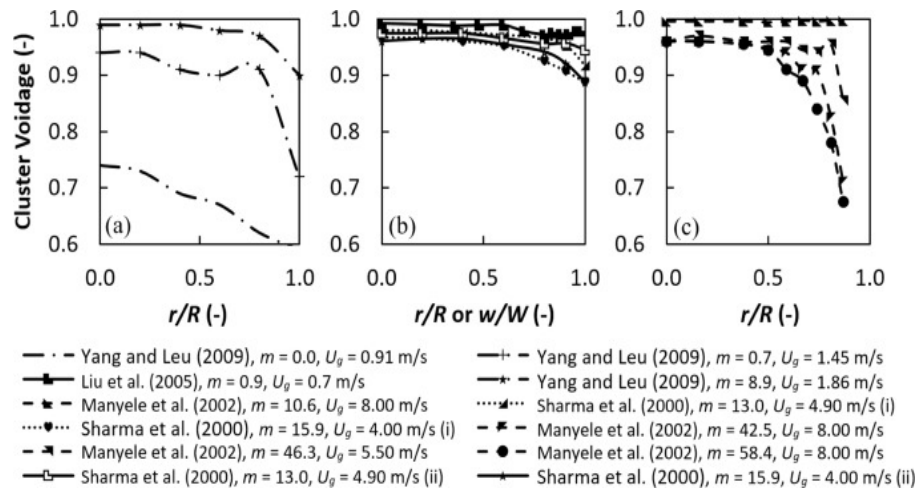 1.0
0.9
0.8
0.7
0.6
Cluster Voidage (-)
(a)
0.0 0.5 1.0
r/R (-)
1.0
0.9
0.8
0.7
0.6
(b)
0.0 0.5 1.0
r/R or w/W (-)
1.0
0.9
0.8
0.7
0.6
(c)
0.0 0.5 1.0
r/R (-)
Yang and Leu (2009), m = 0.0, Ug = 0.91 m/s
Liu et al. (2005), m = 0.9, Ug = 0.7 m/s
Manyele et al. (2002), m = 10.6, Ug = 8.00 m/s
Sharma et al. (2000), m = 15.9, Ug = 4.00 m/s (i)
Manyele et al. (2002), m = 46.3, Ug = 5.50 m/s
Sharma et al. (2000), m = 13.0, Ug = 4.90 m/s (ii)
Yang and Leu (2009), m = 0.7, Ug = 1.45 m/s
Yang and Leu (2009), m = 8.9, Ug = 1.86 m/s
Sharma et al. (2000), m = 13.0, Ug = 4.90 m/s (i)
Manyele et al. (2002), m = 42.5, Ug = 8.00 m/s
Manyele et al. (2002), m = 58.4, Ug = 8.00 m/s
Sharma et al. (2000), m = 15.9, Ug = 4.00 m/s (ii)